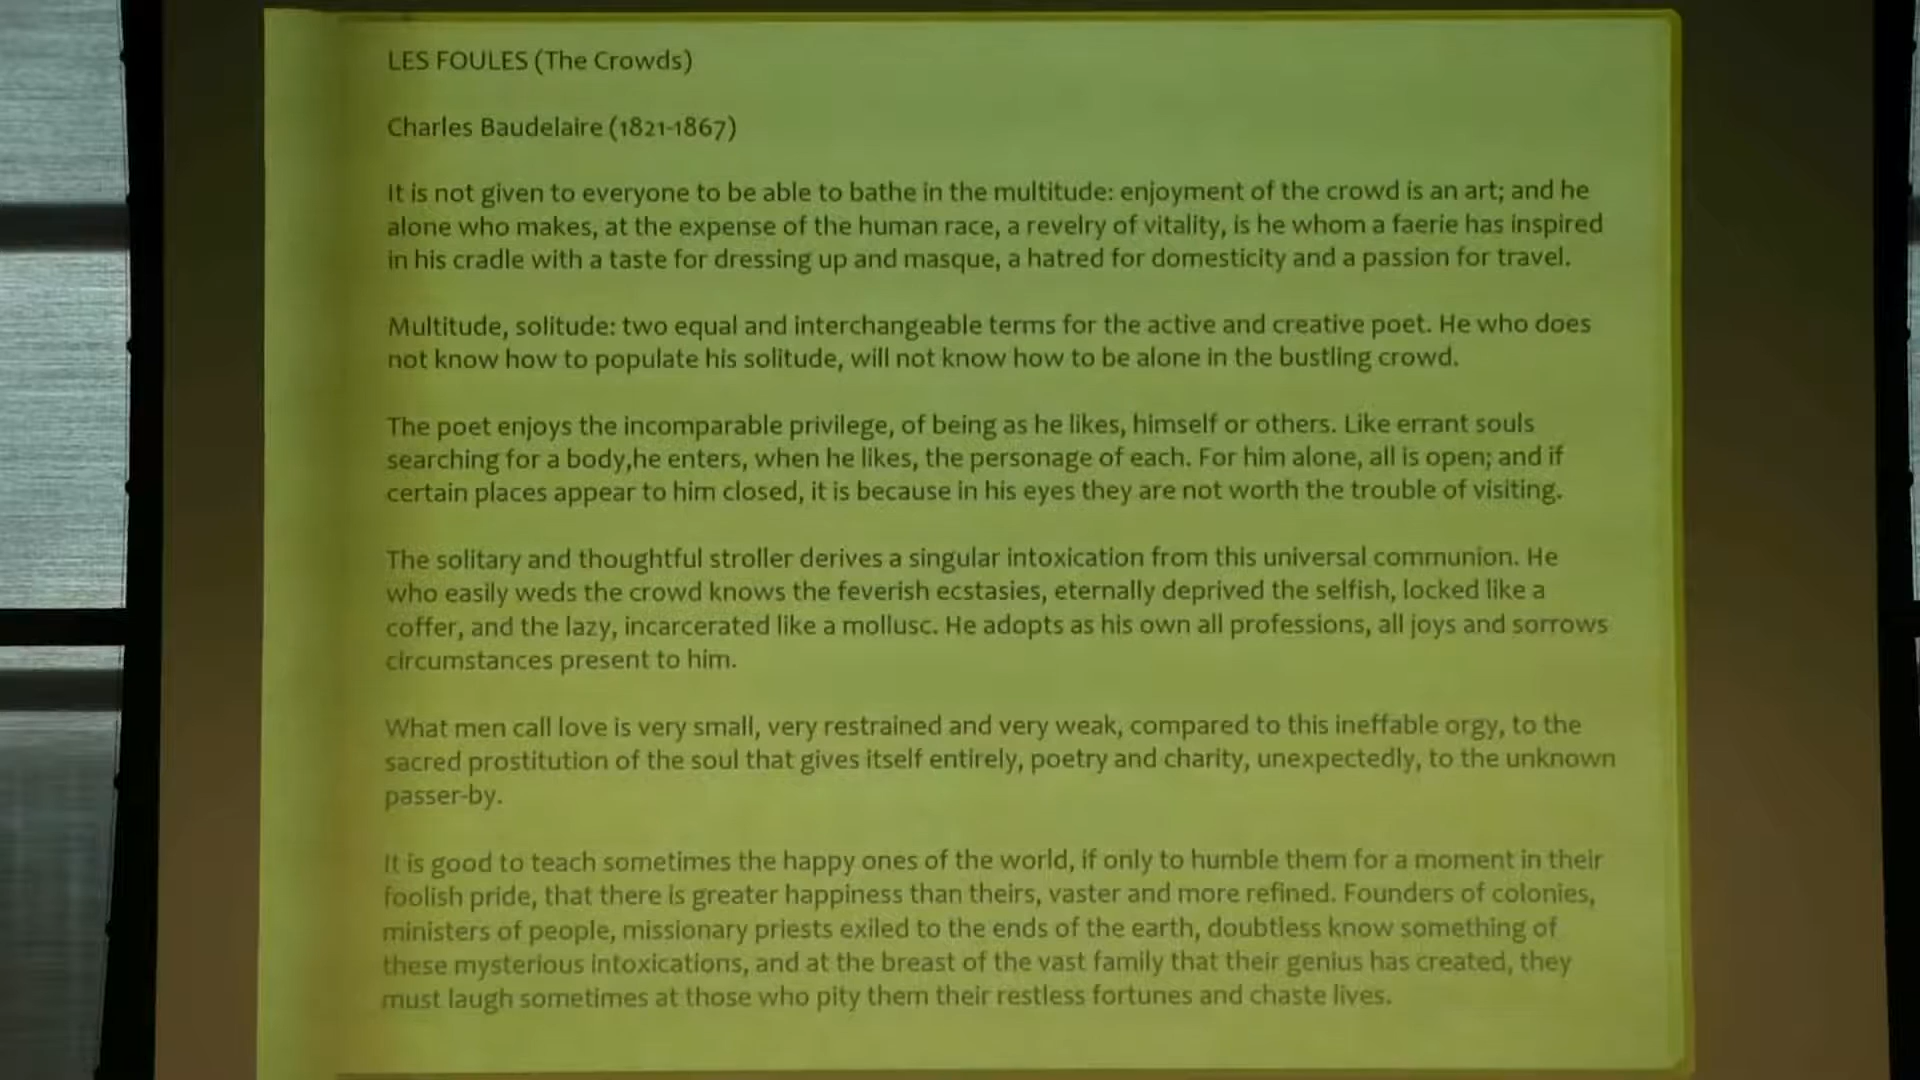 LES FOULES (The Crowds)
Charles Baudelaire (1821-1867)
It is not given to everyone to be able to bathe in the multitude: enjoyment of the crowd is an art; and he
alone who makes, at the expense of the human race, a revelry of vitality, is he whom a faerie has inspired
in his cradle with a taste for dressing up and masque, a hatred for domesticity and a passion for travel.
Multitude, solitude: two equal and interchangeable terms for the active and creative poet. He who does
not know how to populate his solitude, will not know how to be alone in the bustling crowd.
The poet enjoys the incomparable privilege, of being as he likes, himself or others. Like errant souls
searching for a body,he enters, when he likes, the personage of each. For him alone, all is open; and if
certain places appear to him closed, it is because in his eyes they are not worth the trouble of visiting.
The solitary and thoughtful stroller derives a singular intoxication from this universal communion. He
who easily weds the crowd knows the feverish ecstasies, eternally deprived the selfish, locked like a
coffer, and the lazy, incarcerated like a mollusc. He adopts as his own all professions, all joys and sorrows
circumstances present to him.
What men call love is very small, very restrained and very weak, compared to this ineffable orgy, to the
sacred prostitution of the soul that gives itself entirely, poetry and charity, unexpectedly, to the unknown
passer-by.
It is good to teach sometimes the happy ones of the world, if only to humble them for a moment in their
foolish pride, that there is greater happiness than theirs, vaster and more refined. Founders of colonies,
ministers of people, missionary priests exiled to the ends of the earth, doubtless know something of
these mysterious intoxications, and at the breast of the vast family that their genius has created, they
must laugh sometimes at those who pity them their restless fortunes and chaste lives.